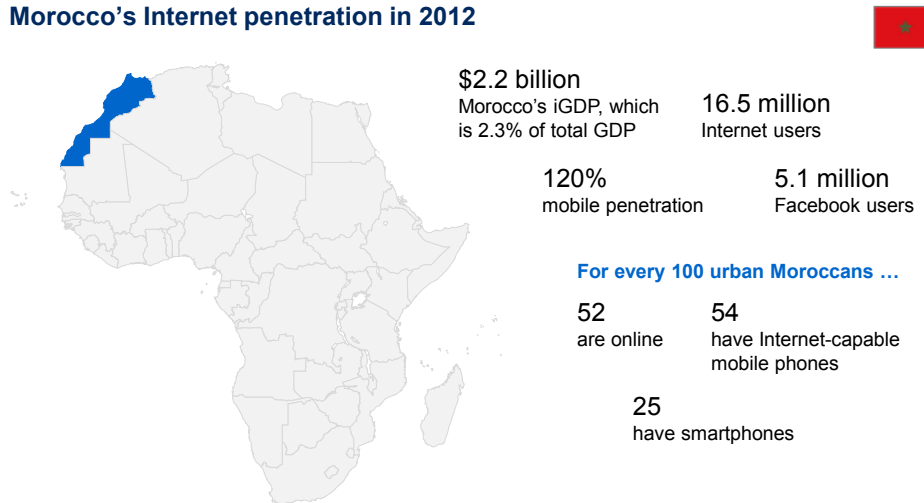 Morocco's Internet penetration in 2012
$2.2 billion
Morocco's iGDP, which
is 2.3% of total GDP
16.5 million
Internet users
120%
mobile penetration
5.1 million
Facebook users
For every 100 urban Moroccans …
52
are online
54
have Internet-capable
mobile phones
25
have smartphones